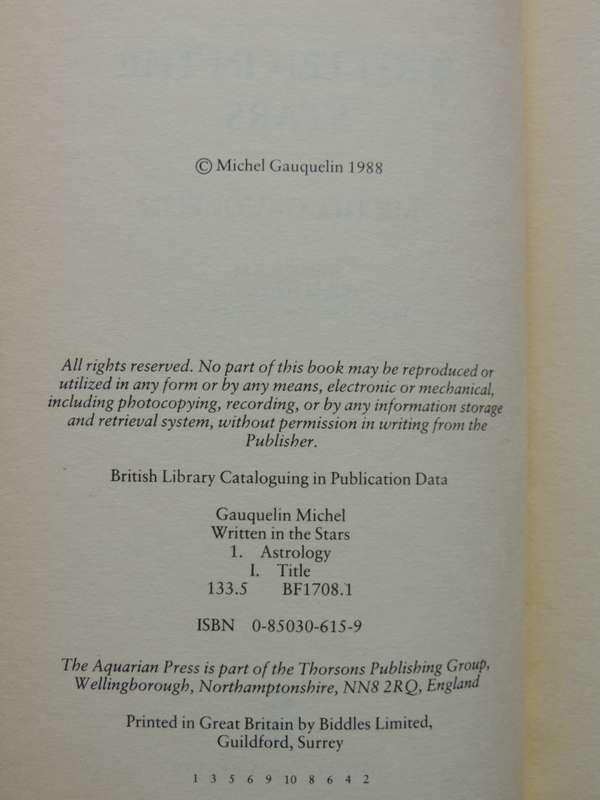 © Michel Gauquelin 1988
All rights reserved. No part of this book may be reproduced or
utilized in any form or by any means, electronic or mechanical,
including photocopying, recording, or by any information storage
and retrieval system, without permission in writing from the
Publisher.
British Library Cataloguing in Publication Data
Gauquelin Michel
Written in the Stars
1. Astrology
I. Title
133.5 BF1708.1
ISBN 0-85030-615-9
The Aquarian Press is part of the Thorsons Publishing Group,
Wellingborough, Northamptonshire, NN8 2RQ, England
Printed in Great Britain by Biddles Limited,
Guildford, Surrey
1 3 5 6 9 10 8 6 4 2